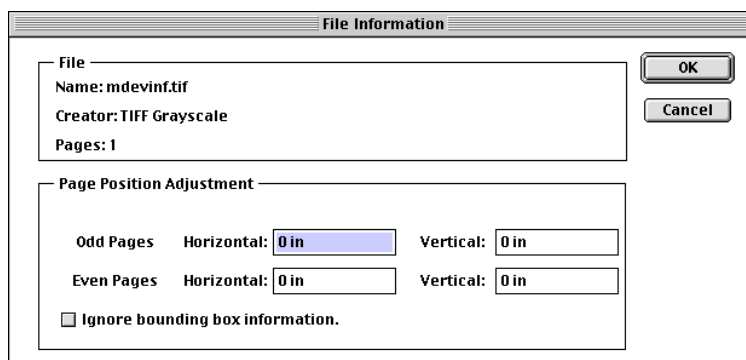 File Information
File
Name: mdevinf.tif
Creator: TIFF Grayscale
Pages: 1
OK
Cancel
Page Position Adjustment
Odd Pages Horizontal: 0 in Vertical: 0 in
Even Pages Horizontal: 0 in Vertical: 0 in
Ignore bounding box information.